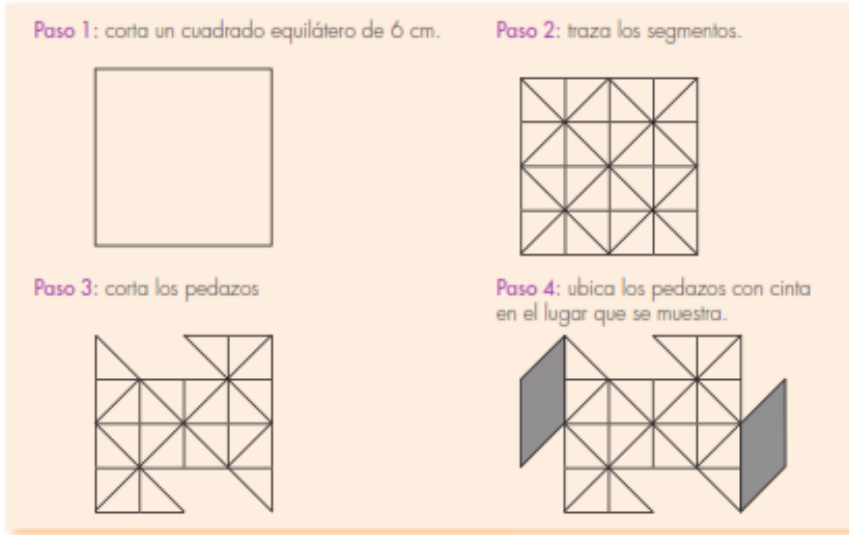 Paso 1: corta un cuadrado equilátero de 6 cm.
Paso 2: traza los segmentos.
Paso 3: corta los pedazos
Paso 4: ubica los pedazos con cinta
en el lugar que se muestra.